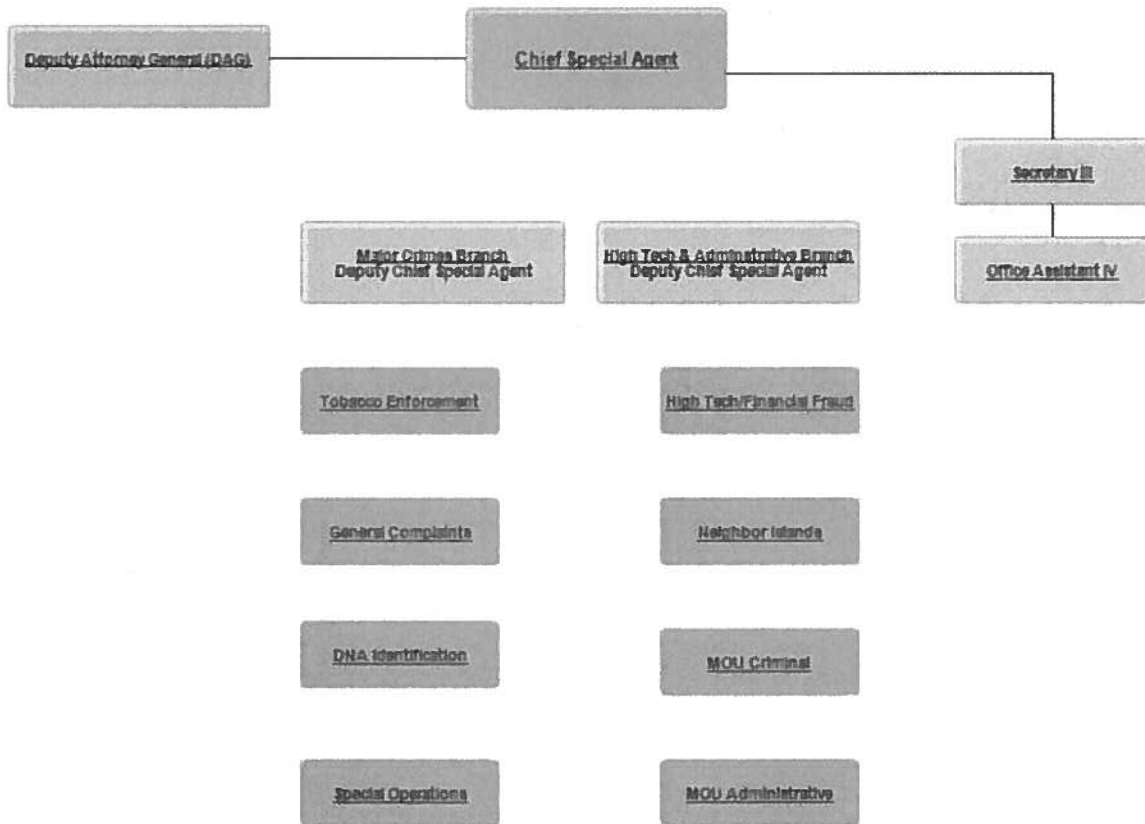 Deputy Attorney General (DAG)
Chief Special Agent
Secretary III
Office Assistant IV
Major Crimes Branch
Deputy Chief Special Agent
High Tech & Administrative Branch
Deputy Chief Special Agent
Tobacco Enforcement
High Tech/Financial Fraud
General Complaints
Neighbor Islands
DNA Identification
MOU Criminal
Special Operations
MOU Administrative